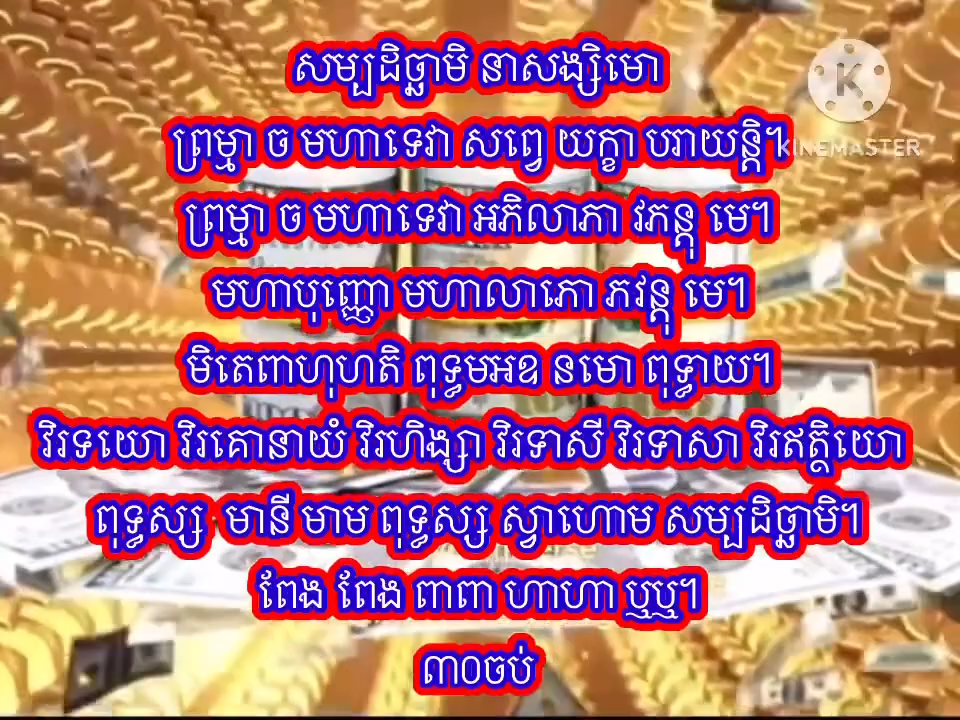 សម្បដិច្ឆាមិ នាសង្សិមោ
ព្រម្មា ច មហាទេវា សព្វេ យក្ខា បរាយន្តិ។
ព្រម្មា ច មហាទេវា អភិលាភា វភន្តុ មេ។
មហាបុញ្ញោ មហាលាភោ ភវន្តុ មេ។
មិតេពាហុហតិ ពុទ្ធមអឧ នមោ ពុទ្ធាយ។
វិរទយោ វិរគោនាយំ វិរហិង្សា វិរទាសី វិរទាសា វិរឥត្ថិយោ
ពុទ្ធស្ស មានី មាម ពុទ្ធស្ស ស្វាហោម សម្បដិច្ឆាមិ។
ពែង ពែង ពាពា ហាហា ឬឬ។
៣០ចប់
K
KINEMASTER